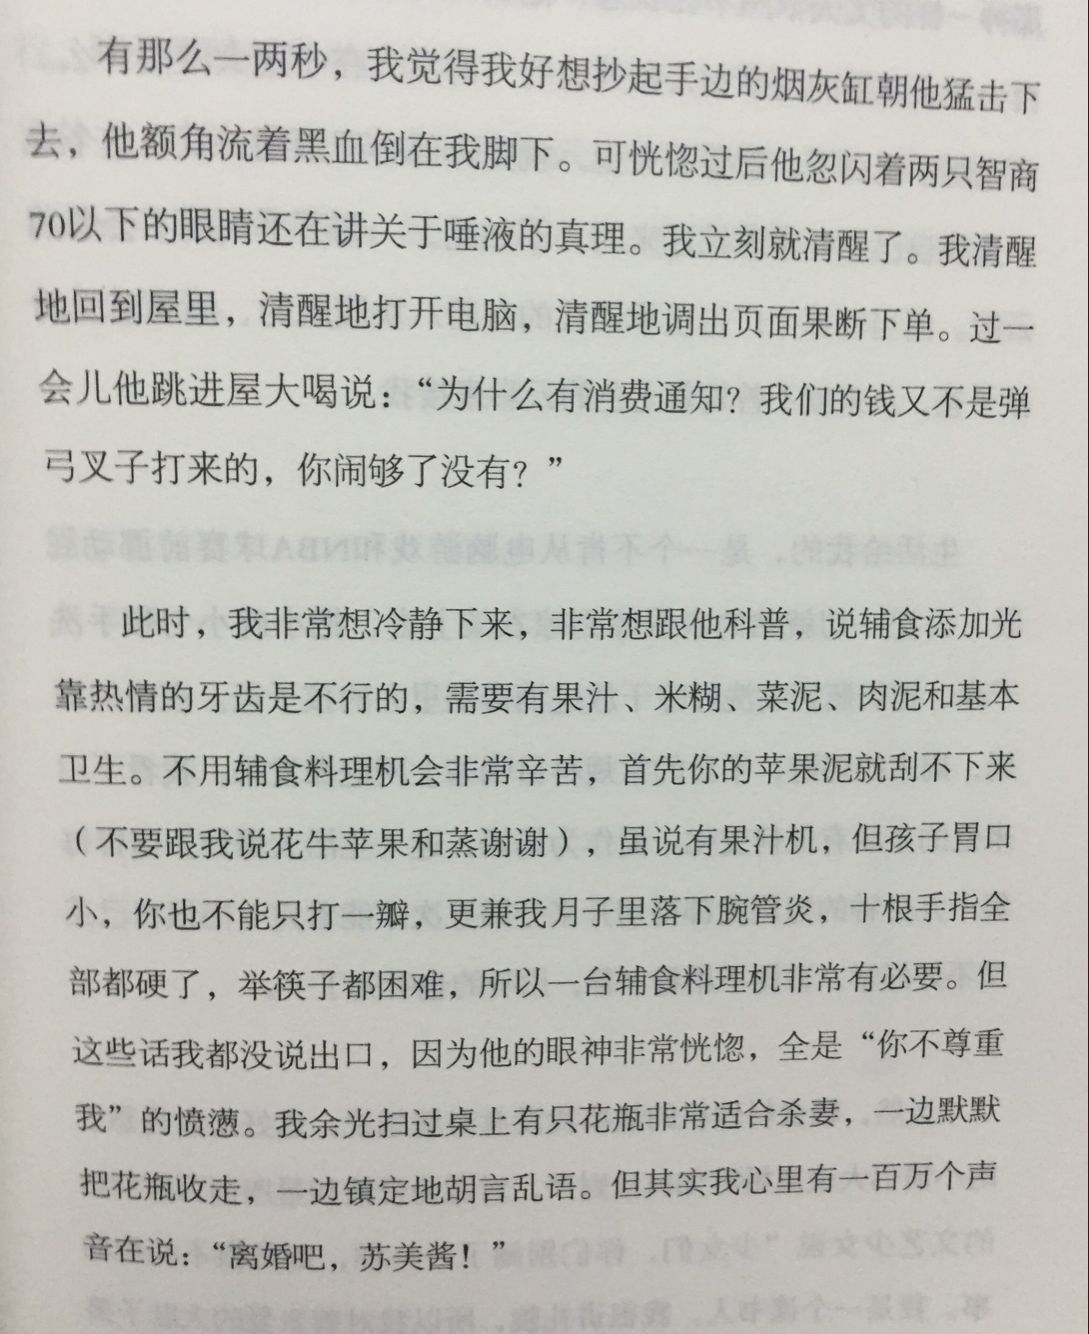 有那么一两秒，我觉得我好想抄起手边的烟灰缸朝他猛击下
去，他额角流着黑血倒在我脚下。可恍惚过后他忽闪着两只智商
70以下的眼睛还在讲关于唾液的真理。我立刻就清醒了。我清醒
地回到屋里，清醒地打开电脑，清醒地调出页面果断下单。过一
会儿他跳进屋大喝说：“为什么有消费通知？我们的钱又不是弹
弓叉子打来的，你闹够了没有？”
此时，我非常想冷静下来，非常想跟他科普，说辅食添加光
靠热情的牙齿是不行的，需要有果汁、米糊、菜泥、肉泥和基本
卫生。不用辅食料理机会非常辛苦，首先你的苹果泥就刮不下来
（不要跟我说花牛苹果和蒸谢谢），虽说有果汁机，但孩子胃口
小，你也不能只打一瓣，更兼我月子里落下腕管炎，十根手指全
部都硬了，举筷子都困难，所以一台辅食料理机非常有必要。但
这些话我都没说出口，因为他的眼神非常恍惚，全是“你不尊重
我”的愤懑。我余光扫过桌上有只花瓶非常适合杀妻，一边默默
把花瓶收走，一边镇定地胡言乱语。但其实我心里有一百万个声
音在说：“离婚吧，苏美酱！”